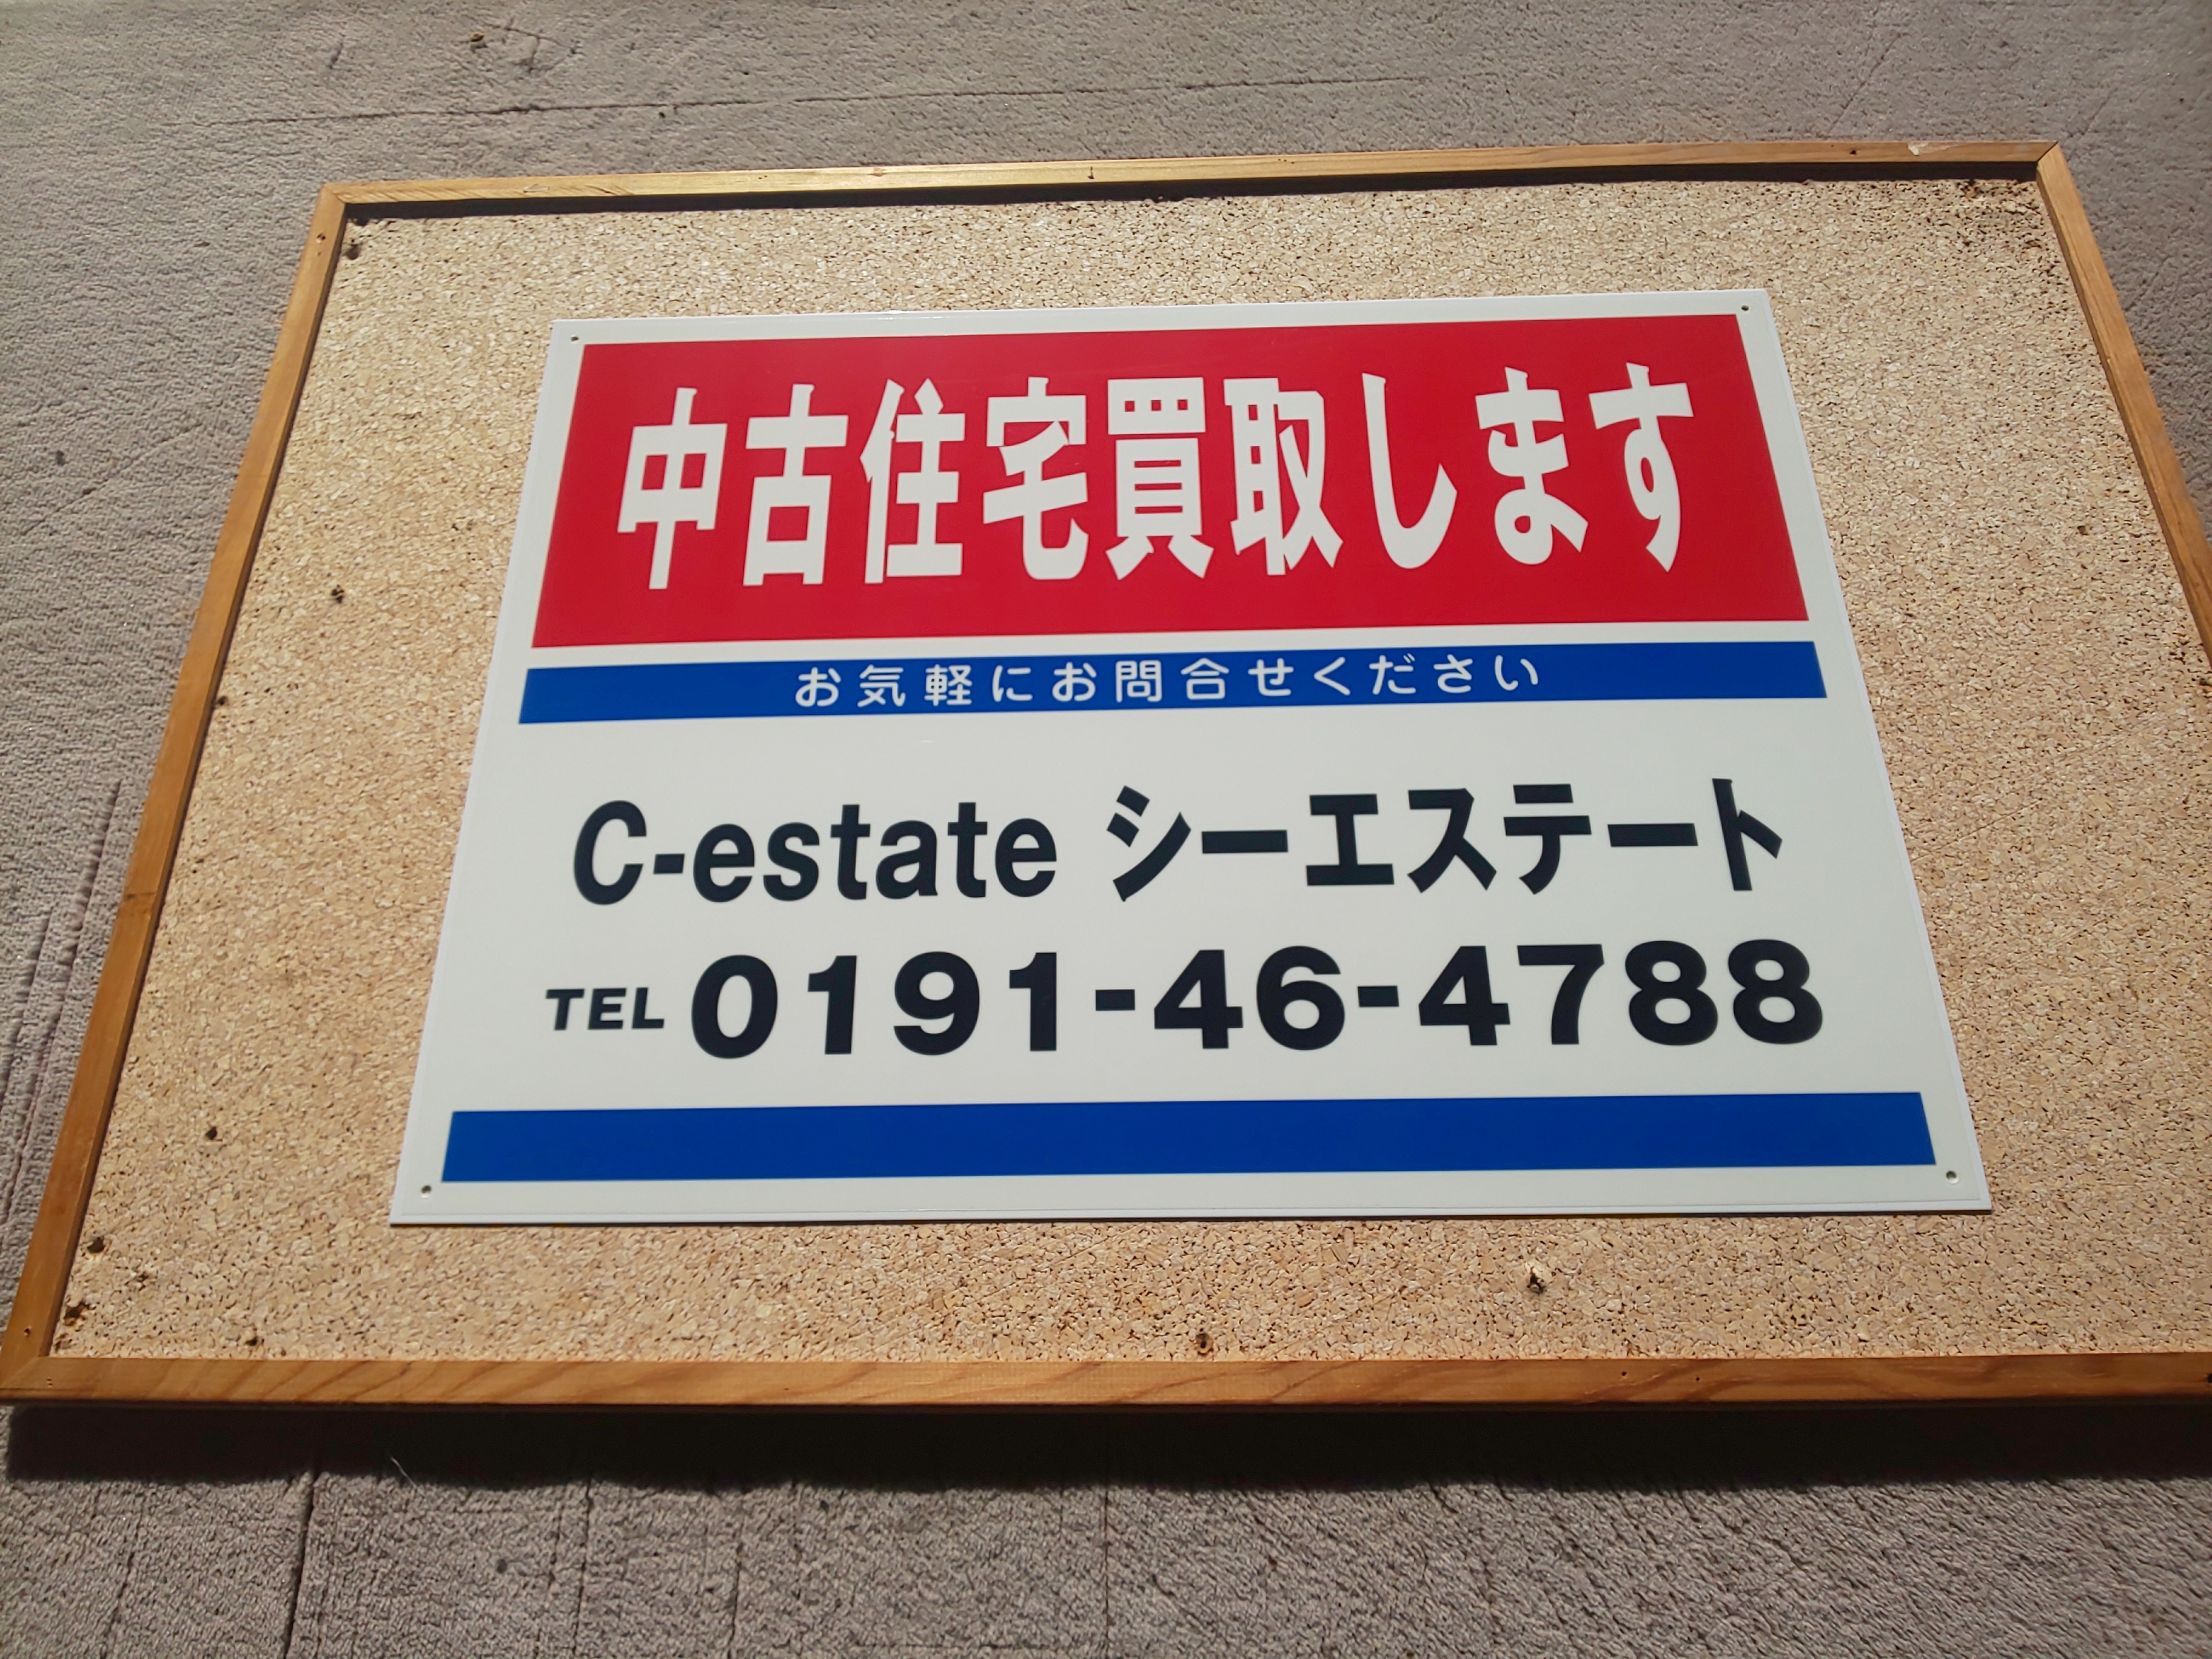 中古住宅買取します
お気軽にお問合せください
C-estate シーエステート
TEL 0191-46-4788